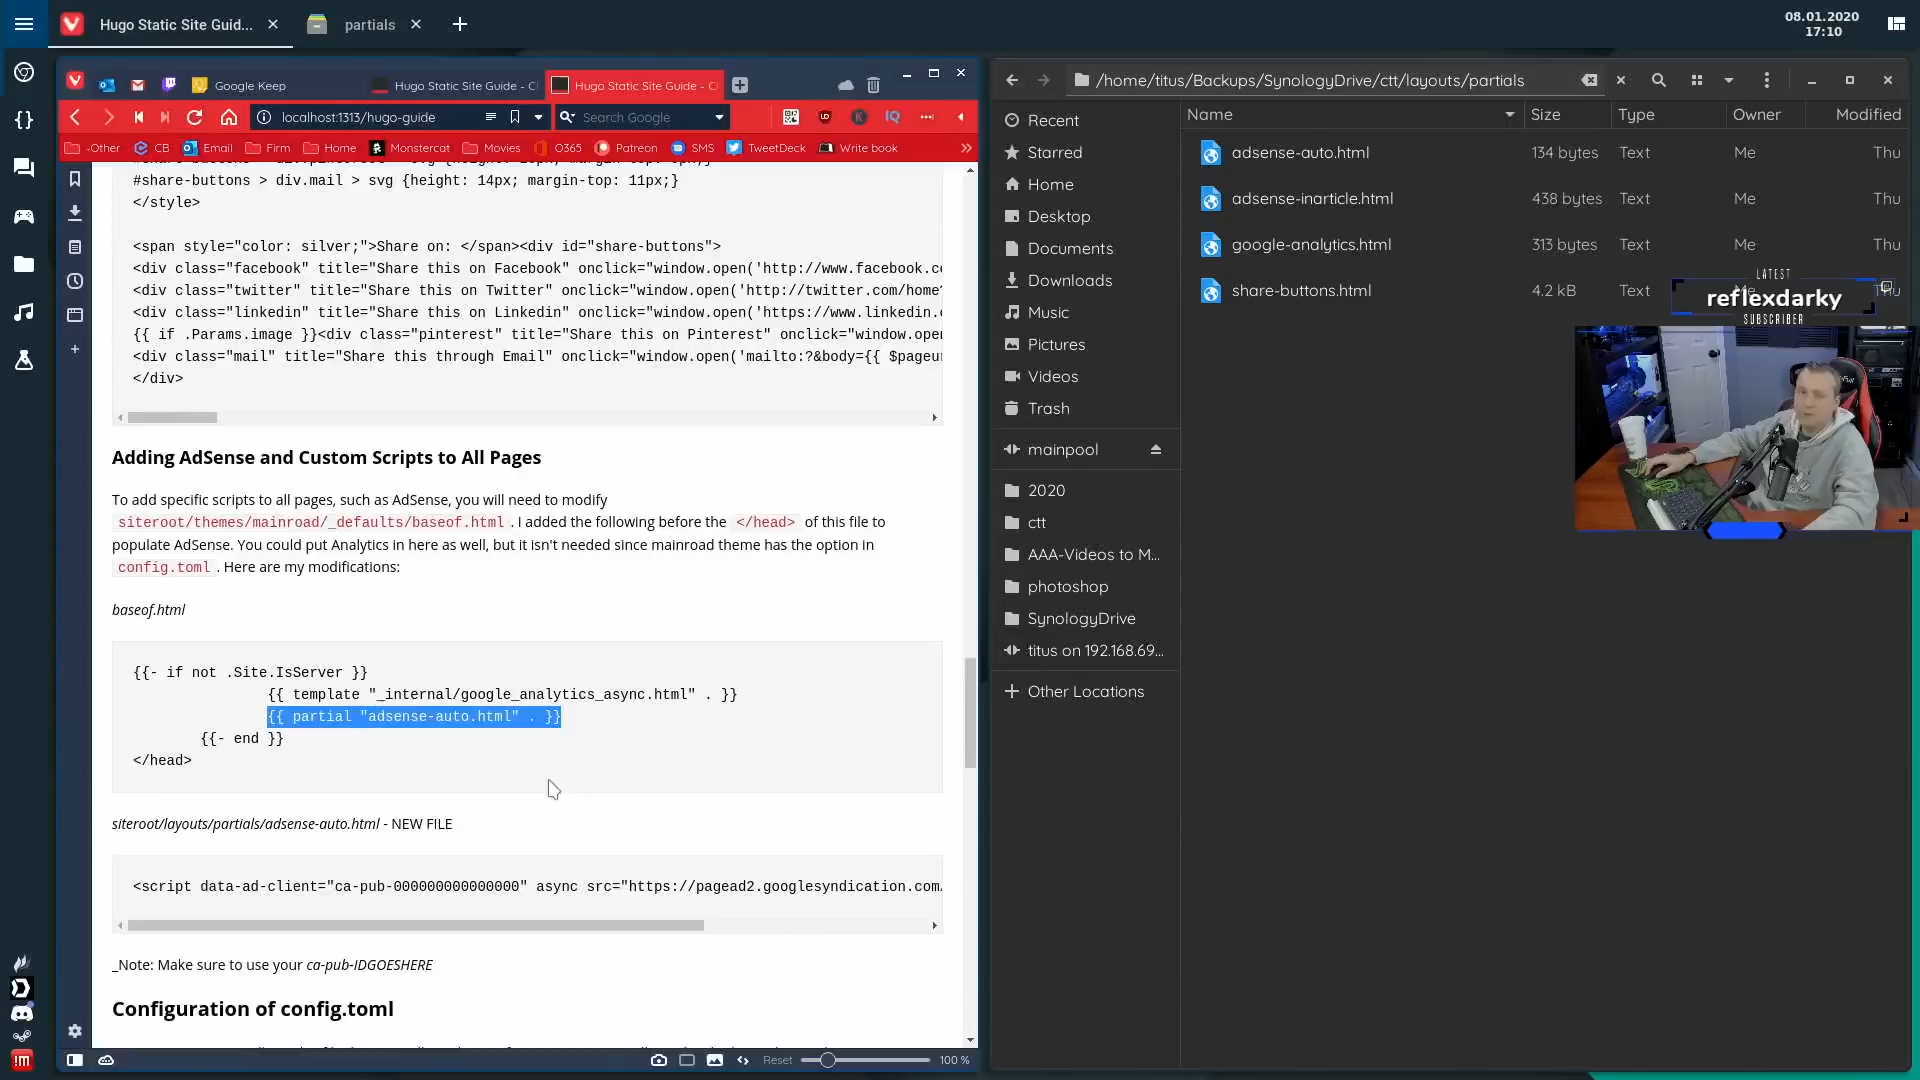 Hugo Static Site Guid...
partials
08.01.2020
17:10
Google Keep
Hugo Static Site Guide - C
Hugo Static Site Guide - C
localhost:1313/hugo-guide
Search Google
-Other
CB
Email
Firm
Home
Monstercat
Movies
O365
Patreon
SMS
TweetDeck
Write book
#share-buttons > div.mail > svg {height: 14px; margin-top: 11px;}
</style>
<span style="color: silver;">Share on: </span><div id="share-buttons">
<div class="facebook" title="Share this on Facebook" onclick="window.open('http://www.facebook.co
<div class="twitter" title="Share this on Twitter" onclick="window.open('http://twitter.com/home?
<div class="linkedin" title="Share this on Linkedin" onclick="window.open('https://www.linkedin.c
{{ if .Params.image }}<div class="pinterest" title="Share this on Pinterest" onclick="window.open
<div class="mail" title="Share this through Email" onclick="window.open('mailto:?&body={{ $pageur
</div>
Adding AdSense and Custom Scripts to All Pages
To add specific scripts to all pages, such as AdSense, you will need to modify
siteroot/themes/mainroad/_defaults/baseof.html . I added the following before the </head> of this file to
populate AdSense. You could put Analytics in here as well, but it isn't needed since mainroad theme has the option in
config.toml . Here are my modifications:
baseof.html
{{- if not .Site.IsServer }}
{{ template "_internal/google_analytics_async.html" . }}
{{ partial "adsense-auto.html" . }}
{{- end }}
</head>
siteroot/layouts/partials/adsense-auto.html - NEW FILE
<script data-ad-client="ca-pub-000000000000000" async src="https://pagead2.googlesyndication.com/
_Note: Make sure to use your ca-pub-IDGOESHERE
Configuration of config.toml
Reset
100 %
/home/titus/Backups/SynologyDrive/ctt/layouts/partials
Recent
Starred
Home
Desktop
Documents
Downloads
Music
Pictures
Videos
Trash
mainpool
2020
ctt
AAA-Videos to M...
photoshop
SynologyDrive
titus on 192.168.69...
Other Locations
Name Size Type Owner Modified
adsense-auto.html 134 bytes Text Me Thu
adsense-inarticle.html 438 bytes Text Me Thu
google-analytics.html 313 bytes Text Me Thu
share-buttons.html 4.2 kB Text Me Thu
LATEST
reflexdarky
SUBSCRIBER